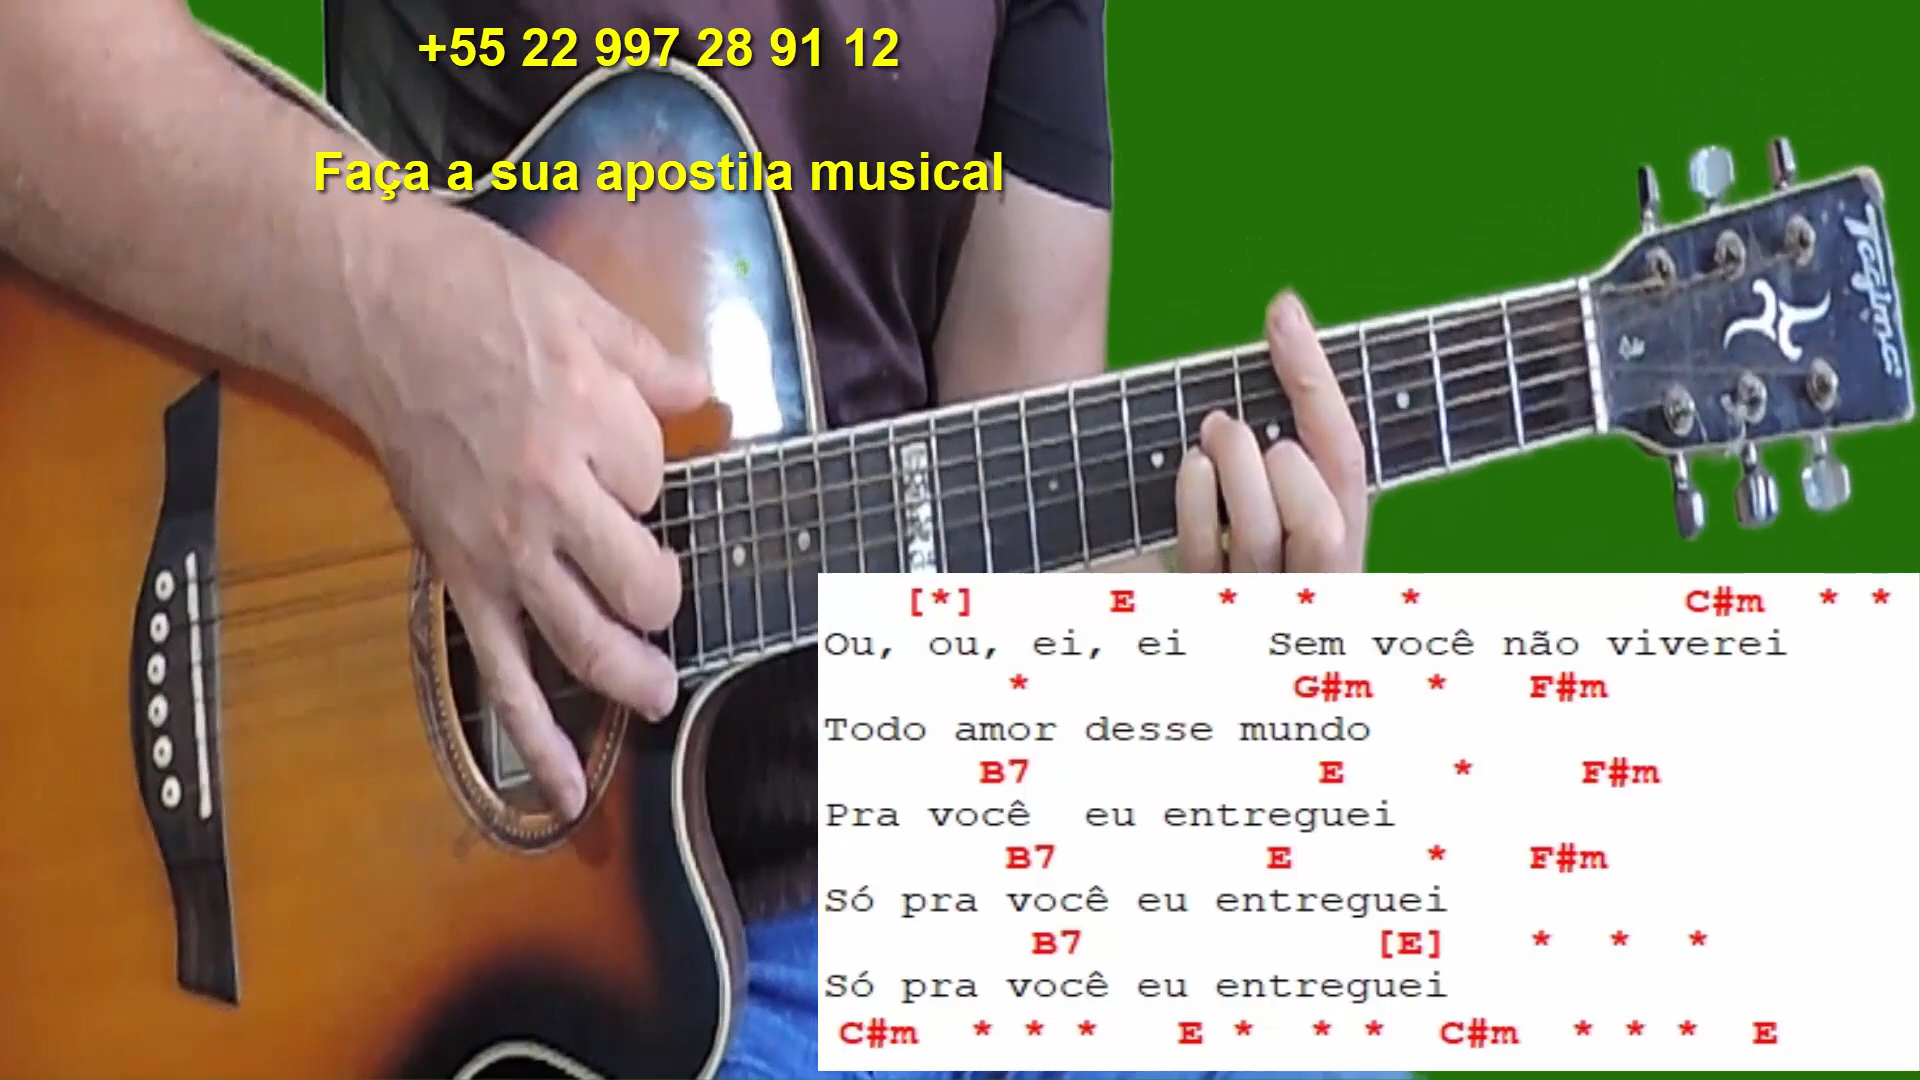 +55 22 997 28 91 12
Faça a sua apostila musical
Tagima
[*] E * * * C#m * *
Ou, ou, ei, ei Sem você não viverei
* G#m * F#m
Todo amor desse mundo
B7 E * F#m
Pra você eu entreguei
B7 E * F#m
Só pra você eu entreguei
B7 [E] * * *
Só pra você eu entreguei
C#m * * * E * * * C#m * * * E